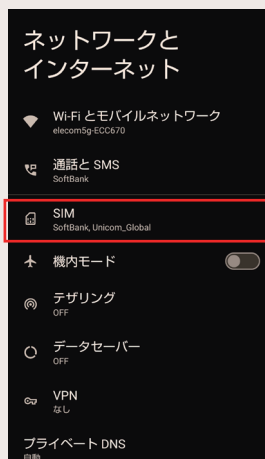 ネットワークと
インターネット
Wi-Fi とモバイルネットワーク
elecom5g-ECC670
通話と SMS
SoftBank
SIM
SoftBank, Unicom_Global
機内モード
テザリング
OFF
データセーバー
OFF
VPN
なし
プライベート DNS
自動